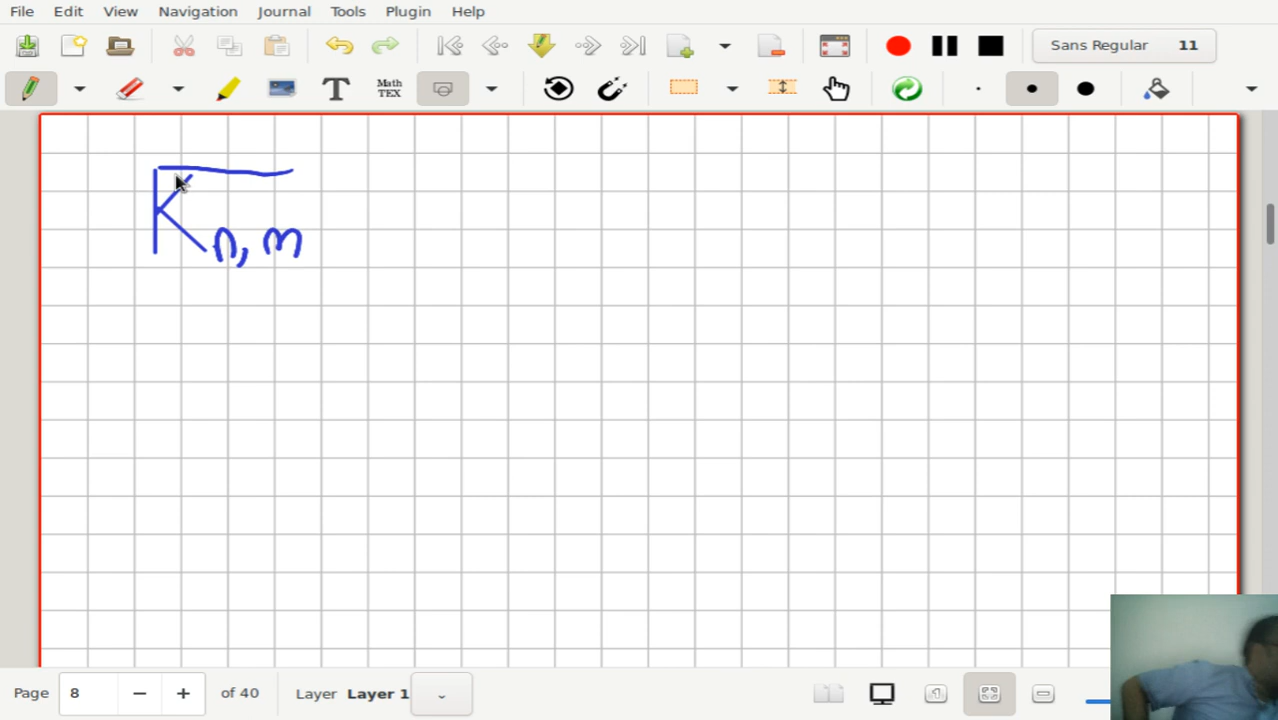 File Edit View Navigation Journal Tools Plugin Help
Sans Regular 11
T Math TEX
K̅n, m
Page 8 of 40 Layer Layer 1